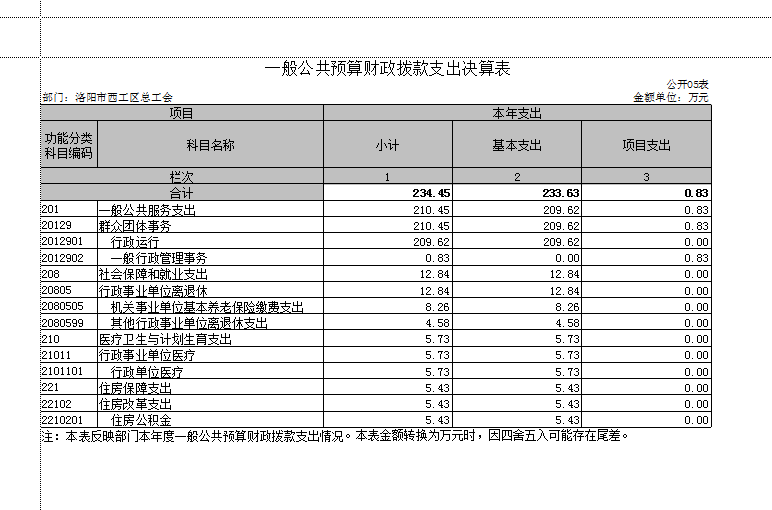 一般公共预算财政拨款支出决算表
公开05表
部门：洛阳市西工区总工会 金额单位：万元
项目 本年支出
功能分类科目编码 科目名称 小计 基本支出 项目支出
栏次 1 2 3
合计 234.45 233.63 0.83
201 一般公共服务支出 210.45 209.62 0.83
20129 群众团体事务 210.45 209.62 0.83
2012901 行政运行 209.62 209.62 0.00
2012902 一般行政管理事务 0.83 0.00 0.83
208 社会保障和就业支出 12.84 12.84 0.00
20805 行政事业单位离退休 12.84 12.84 0.00
2080505 机关事业单位基本养老保险缴费支出 8.26 8.26 0.00
2080599 其他行政事业单位离退休支出 4.58 4.58 0.00
210 医疗卫生与计划生育支出 5.73 5.73 0.00
21011 行政事业单位医疗 5.73 5.73 0.00
2101101 行政单位医疗 5.73 5.73 0.00
221 住房保障支出 5.43 5.43 0.00
22102 住房改革支出 5.43 5.43 0.00
2210201 住房公积金 5.43 5.43 0.00
注：本表反映部门本年度一般公共预算财政拨款支出情况。本表金额转换为万元时，因四舍五入可能存在尾差。